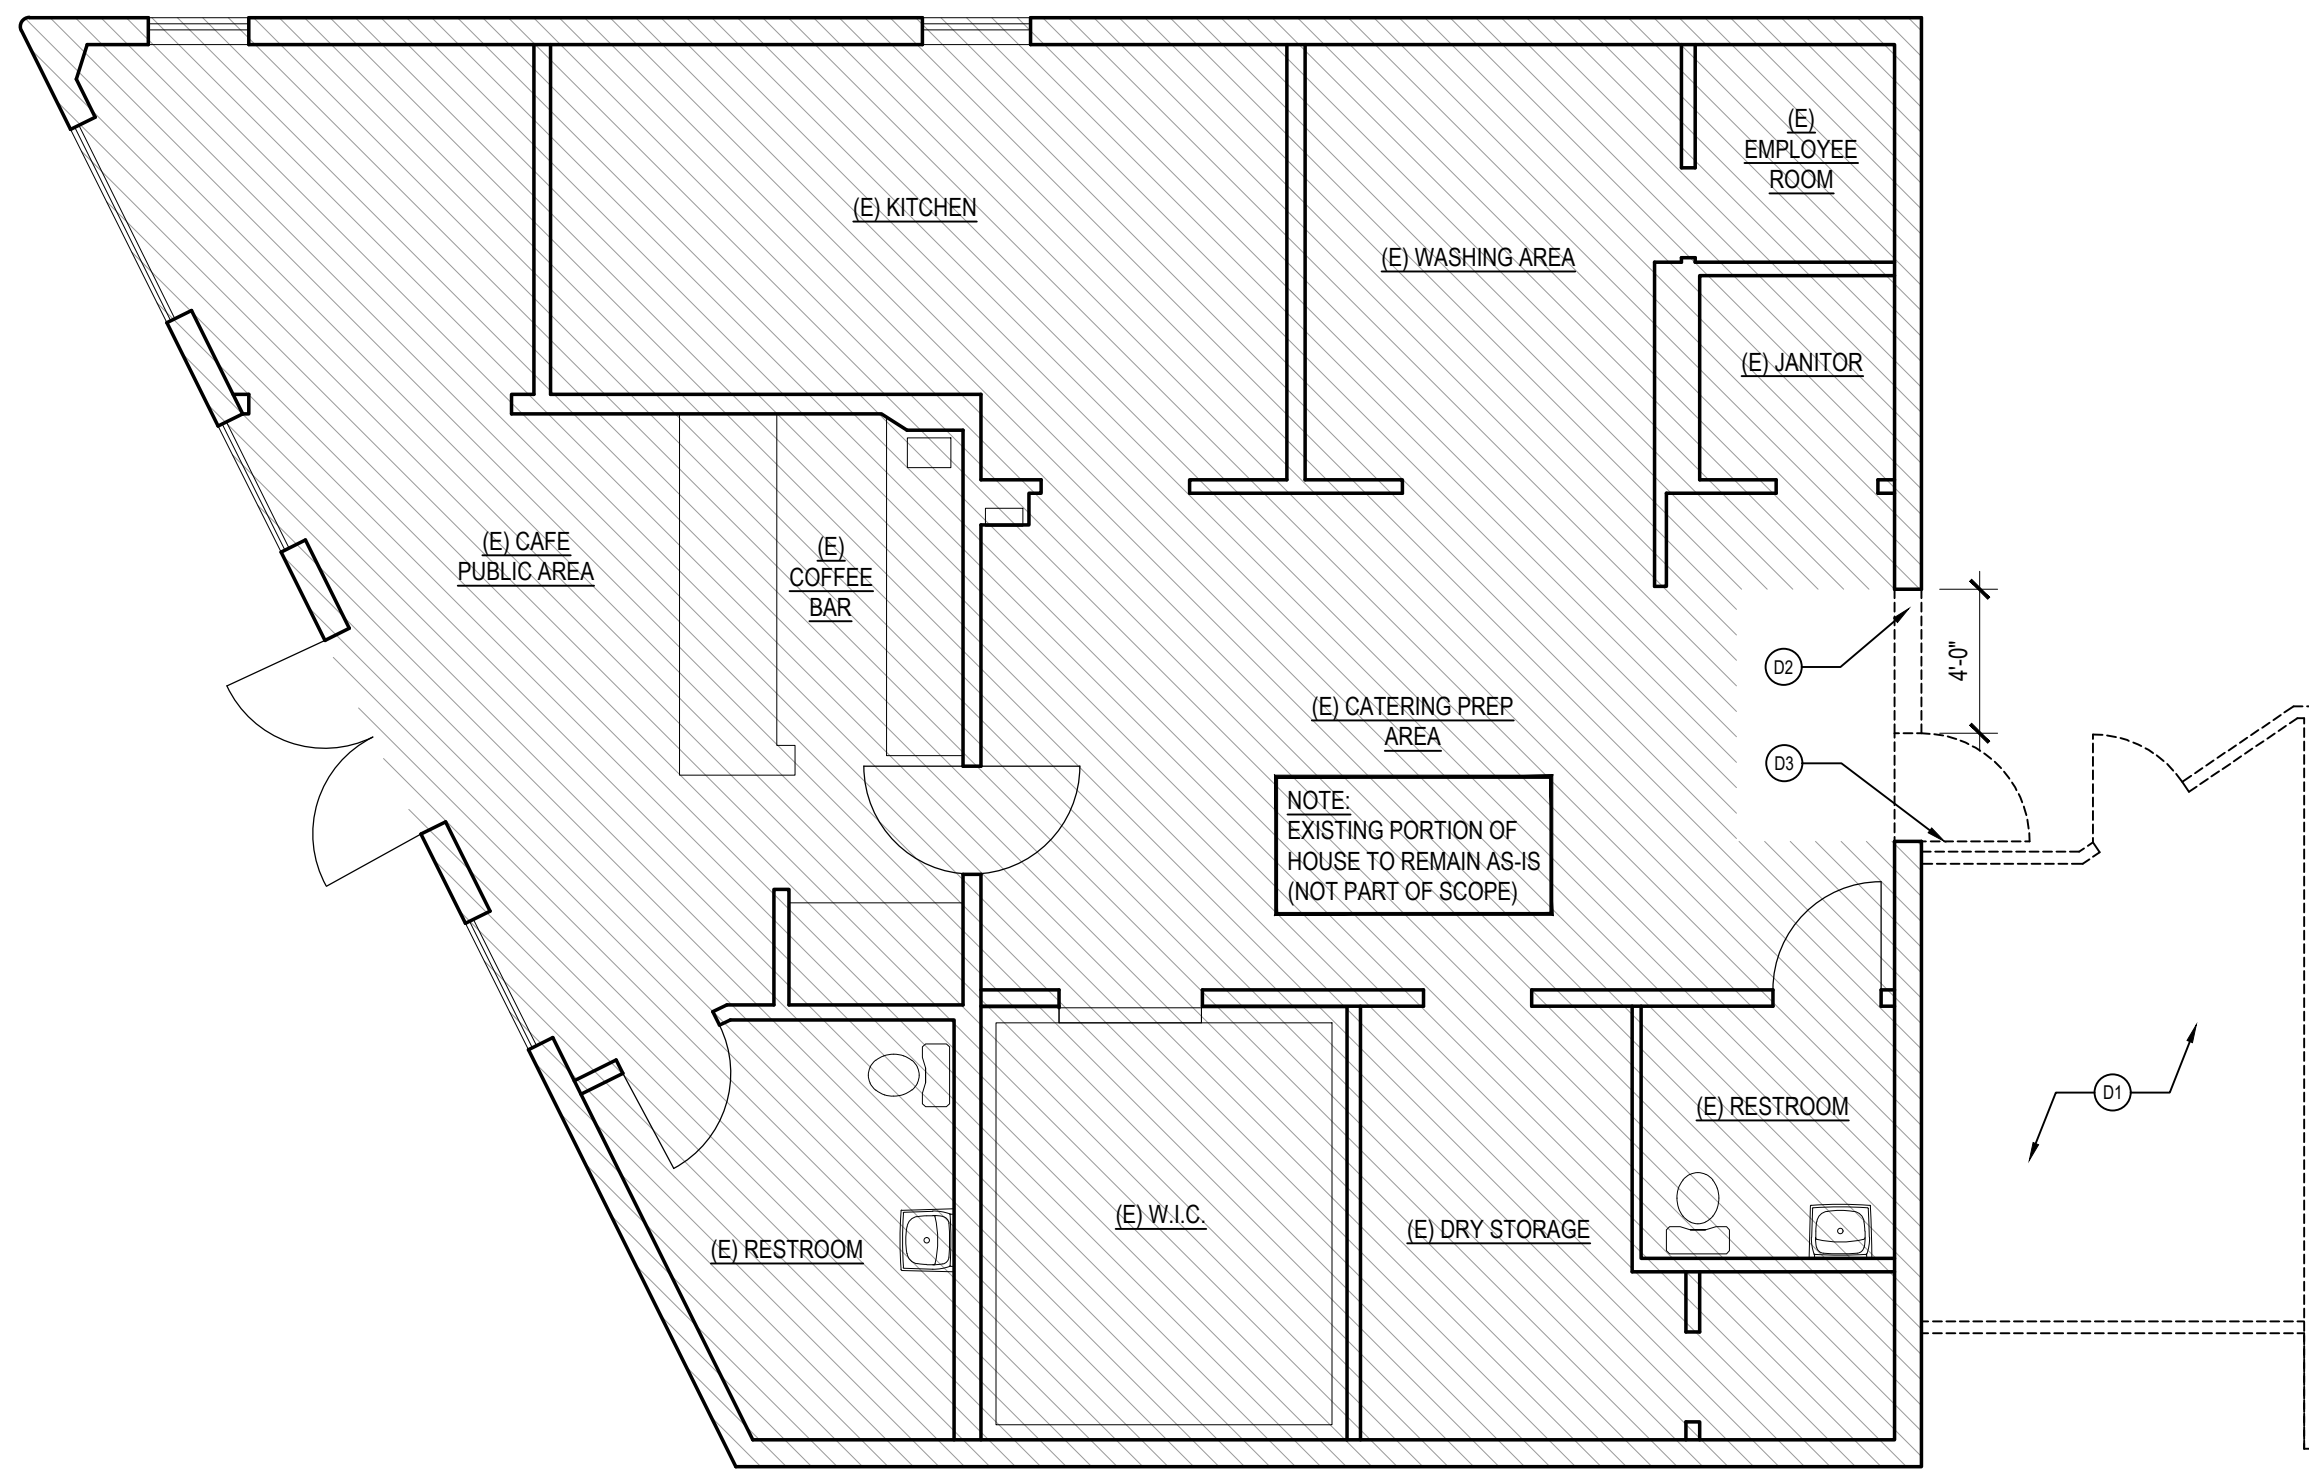 (E)
EMPLOYEE
ROOM
(E) KITCHEN
(E) WASHING AREA
(E) JANITOR
(E) CAFE
PUBLIC AREA
(E)
COFFEE
BAR
D2
4'-0"
(E) CATERING PREP
AREA
D3
NOTE:
EXISTING PORTION OF
HOUSE TO REMAIN AS-IS
(NOT PART OF SCOPE)
D1
(E) RESTROOM
(E) W.I.C.
(E) DRY STORAGE
(E) RESTROOM